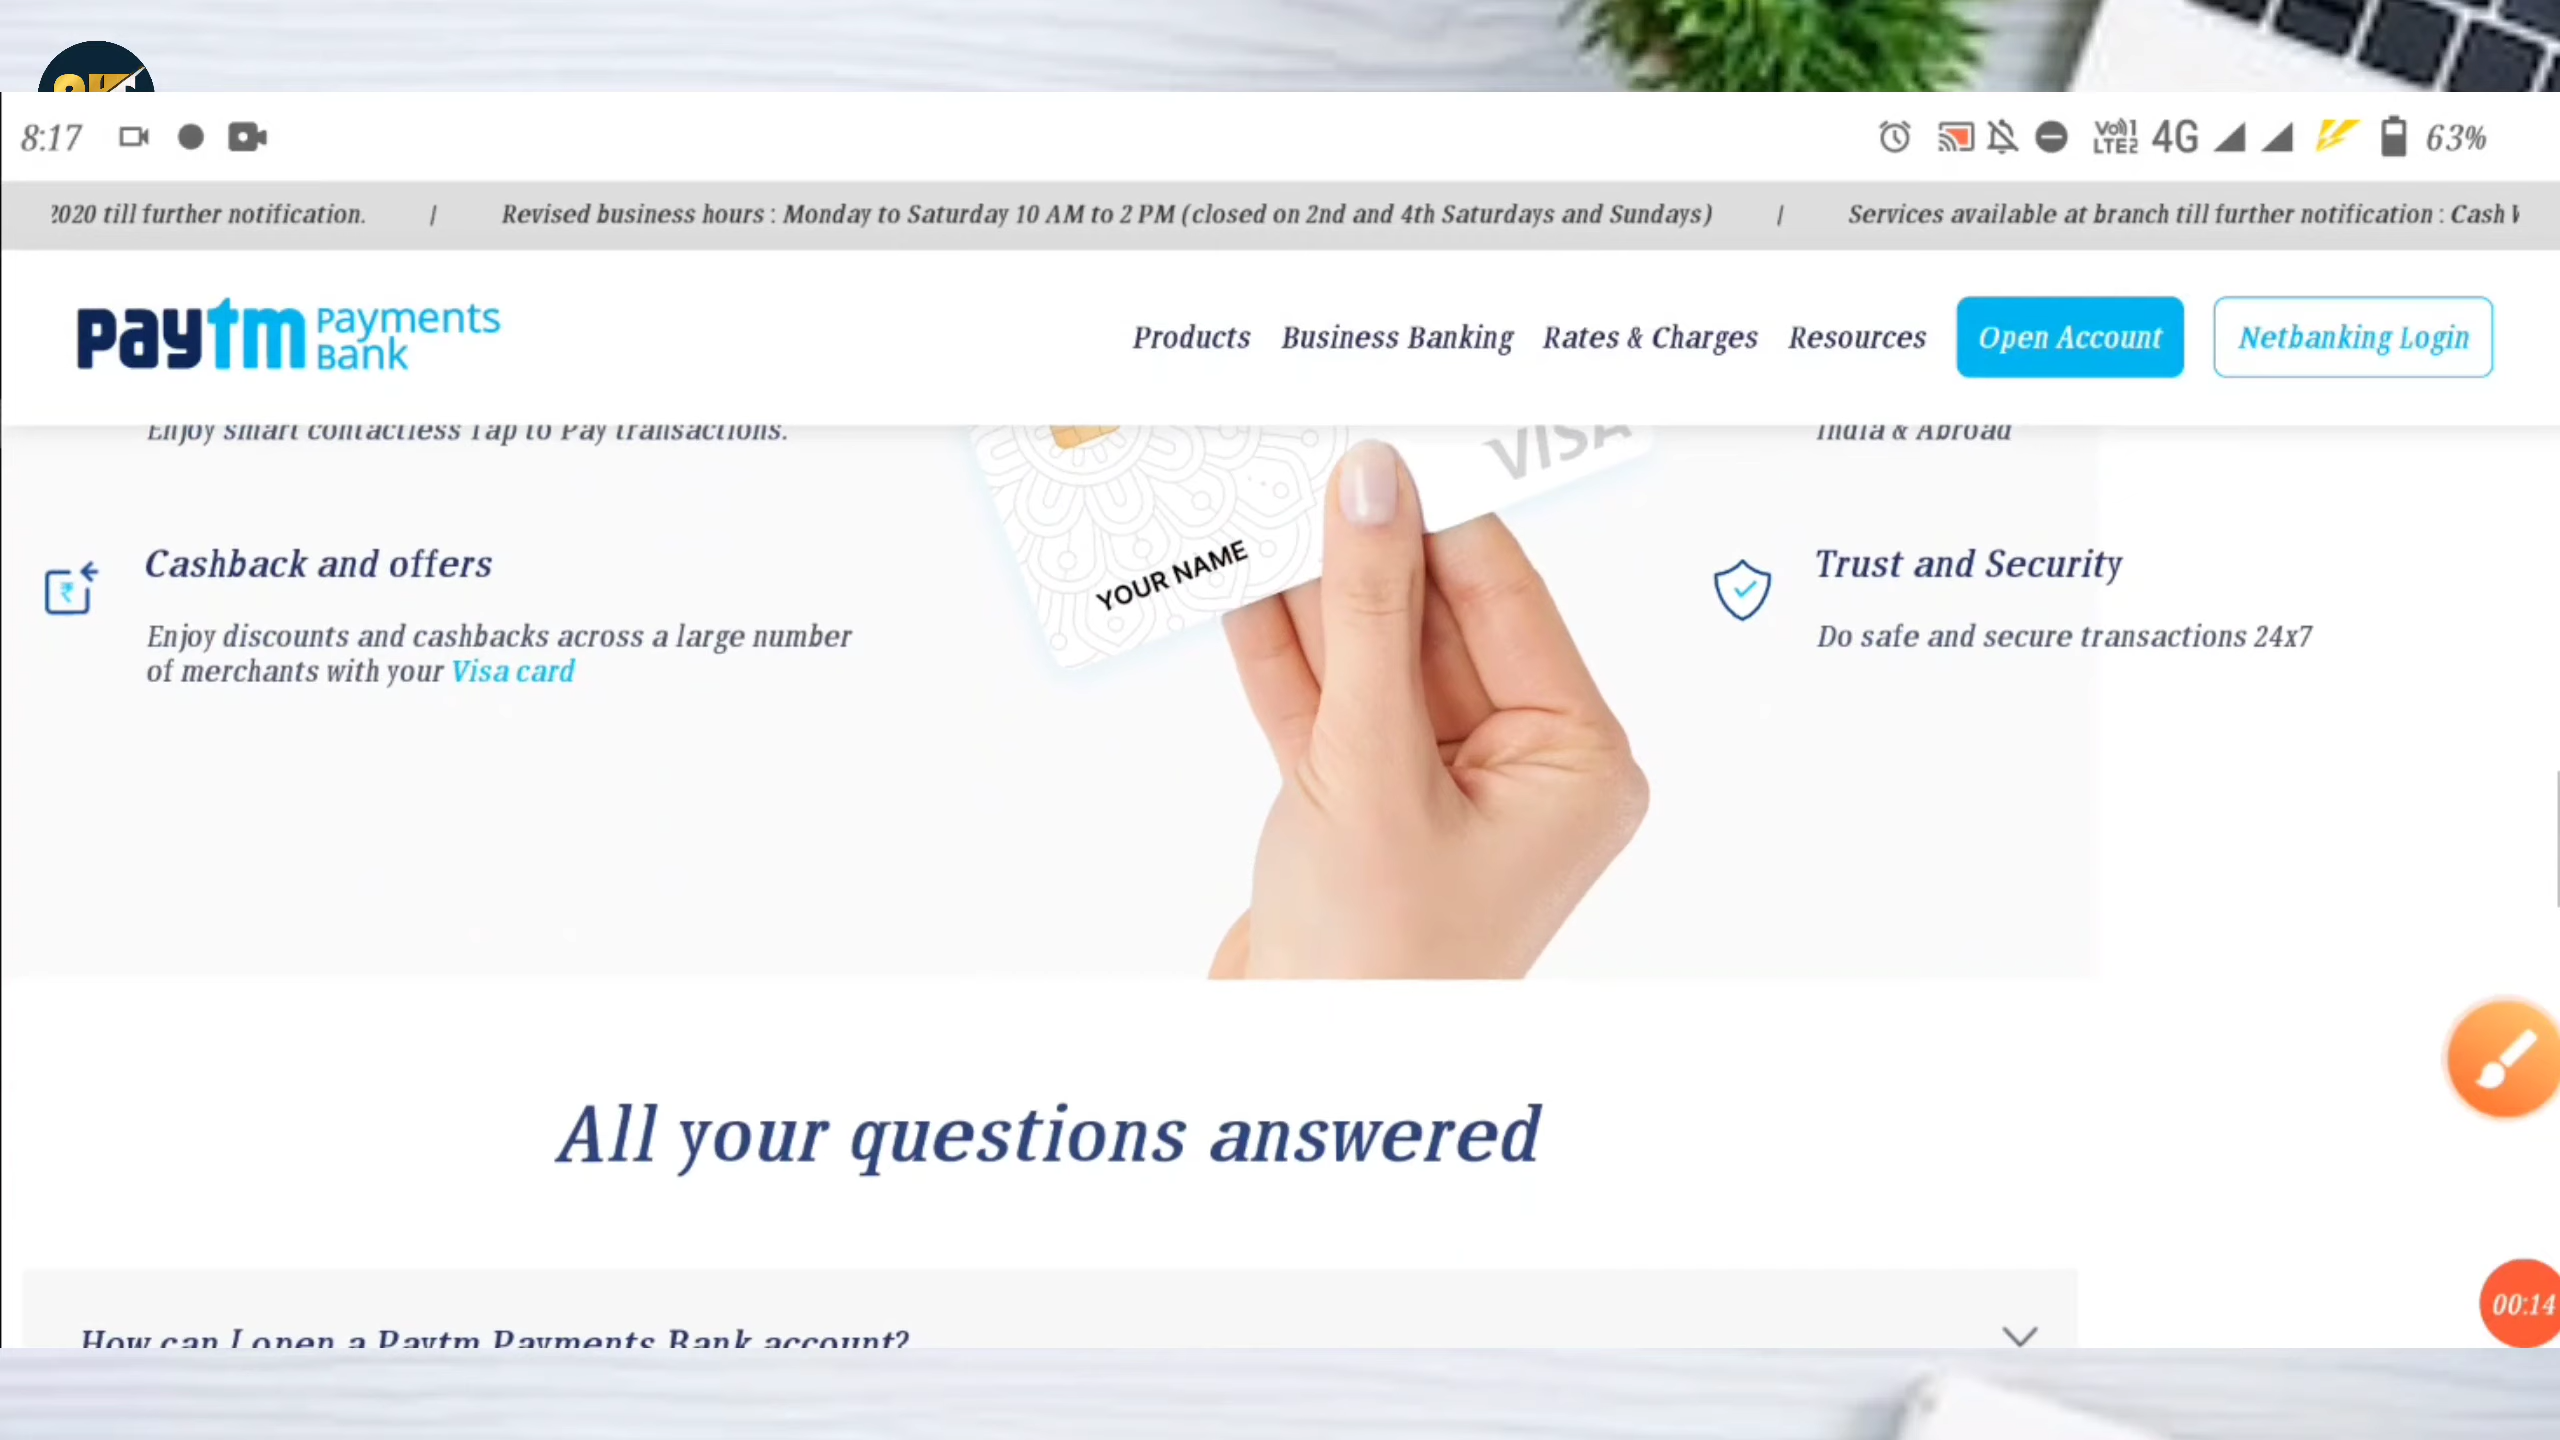 8:17
Vo)) 1
LTE2 4G 63%
2020 till further notification. | Revised business hours : Monday to Saturday 10 AM to 2 PM (closed on 2nd and 4th Saturdays and Sundays) | Services available at branch till further notification : Cash
paytm Payments
Bank
Products Business Banking Rates & Charges Resources Open Account Netbanking Login
Enjoy smart contactless Tap to Pay transactions.
VISA
India & Abroad
YOUR NAME
Cashback and offers
Enjoy discounts and cashbacks across a large number
of merchants with your Visa card
Trust and Security
Do safe and secure transactions 24x7
All your questions answered
How can I open a Paytm Payments Bank account?
00:14